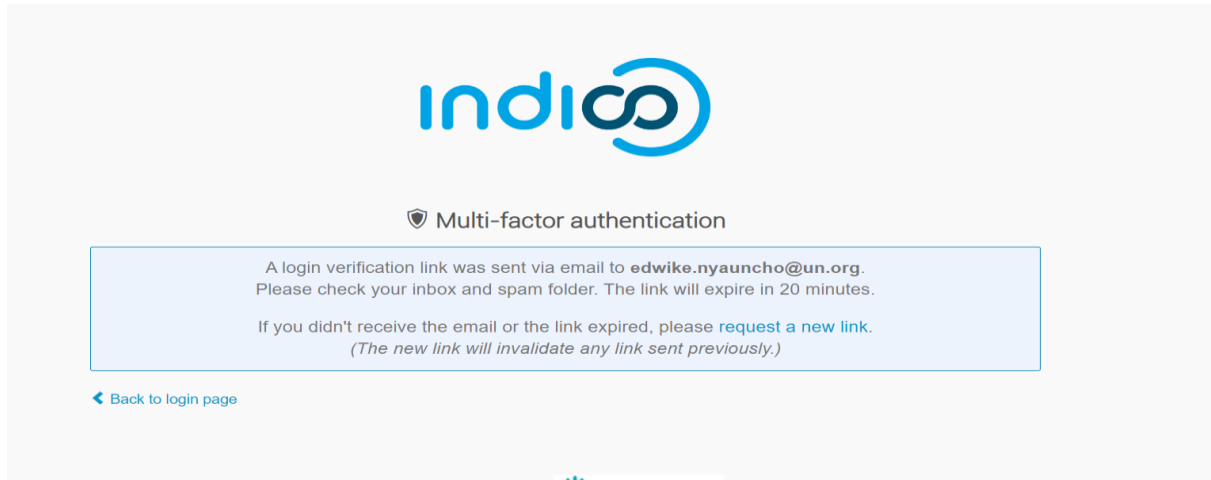 indico
Multi-factor authentication
A login verification link was sent via email to edwike.nyauncho@un.org.
Please check your inbox and spam folder. The link will expire in 20 minutes.
If you didn't receive the email or the link expired, please request a new link.
(The new link will invalidate any link sent previously.)
Back to login page